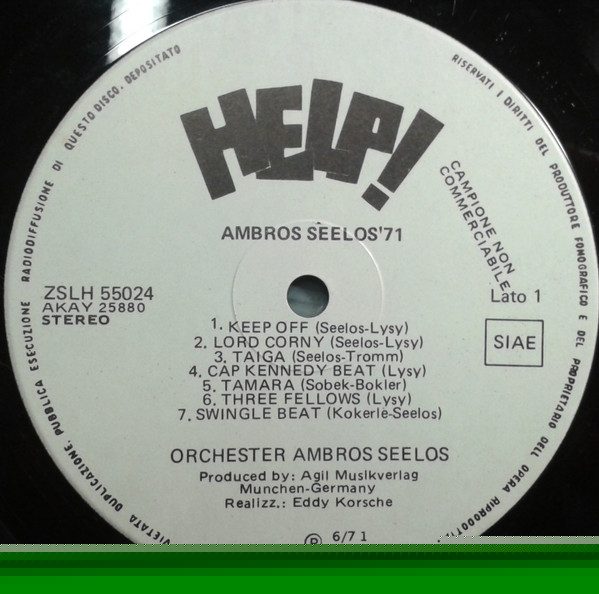 VIETATA DUPLICAZIONE, PUBBLICA ESECUZIONE RADIODIFFUSIONE DI QUESTO DISCO, DEPOSITATO
RISERVATI I DIRITTI DEL PRODUTTORE FONOGRAFICO E DEL PROPRIETARIO DELL OPERA RIPRODOTTA
HELP!
CAMPIONE NON
COMMERCIABILE
AMBROS SEELOS'71
ZSLH 55024
AKAY 25880
STEREO
Lato 1
SIAE
1. KEEP OFF (Seelos-Lysy)
2. LORD CORNY (Seelos-Lysy)
3. TAIGA (Seelos-Tromm)
4. CAP KENNEDY BEAT (Lysy)
5. TAMARA (Sobek-Bokler)
6. THREE FELLOWS (Lysy)
7. SWINGLE BEAT (Kokerle-Seelos)
ORCHESTER AMBROS SEELOS
Produced by: Agil Musikverlag
Munchen-Germany
Realizz.: Eddy Korsche
Ⓟ 6/71